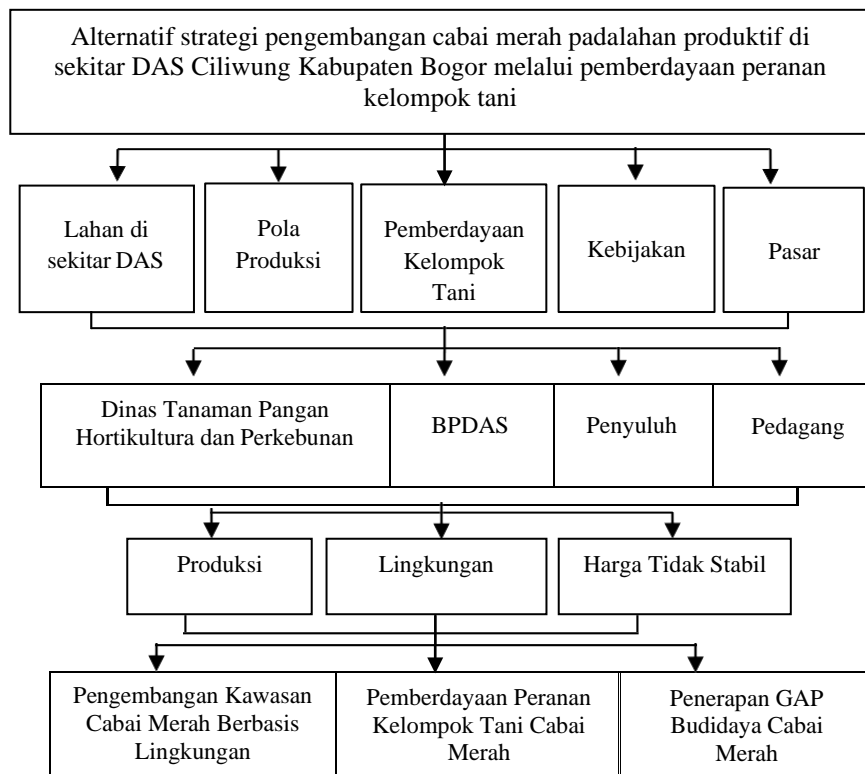 Alternatif strategi pengembangan cabai merah padalahan produktif di
sekitar DAS Ciliwung Kabupaten Bogor melalui pemberdayaan peranan
kelompok tani
Lahan di
sekitar DAS
Pola
Produksi
Pemberdayaan
Kelompok
Tani
Kebijakan
Pasar
Dinas Tanaman Pangan
Hortikultura dan Perkebunan
BPDAS
Penyuluh
Pedagang
Produksi
Lingkungan
Harga Tidak Stabil
Pengembangan Kawasan
Cabai Merah Berbasis
Lingkungan
Pemberdayaan Peranan
Kelompok Tani Cabai
Merah
Penerapan GAP
Budidaya Cabai
Merah